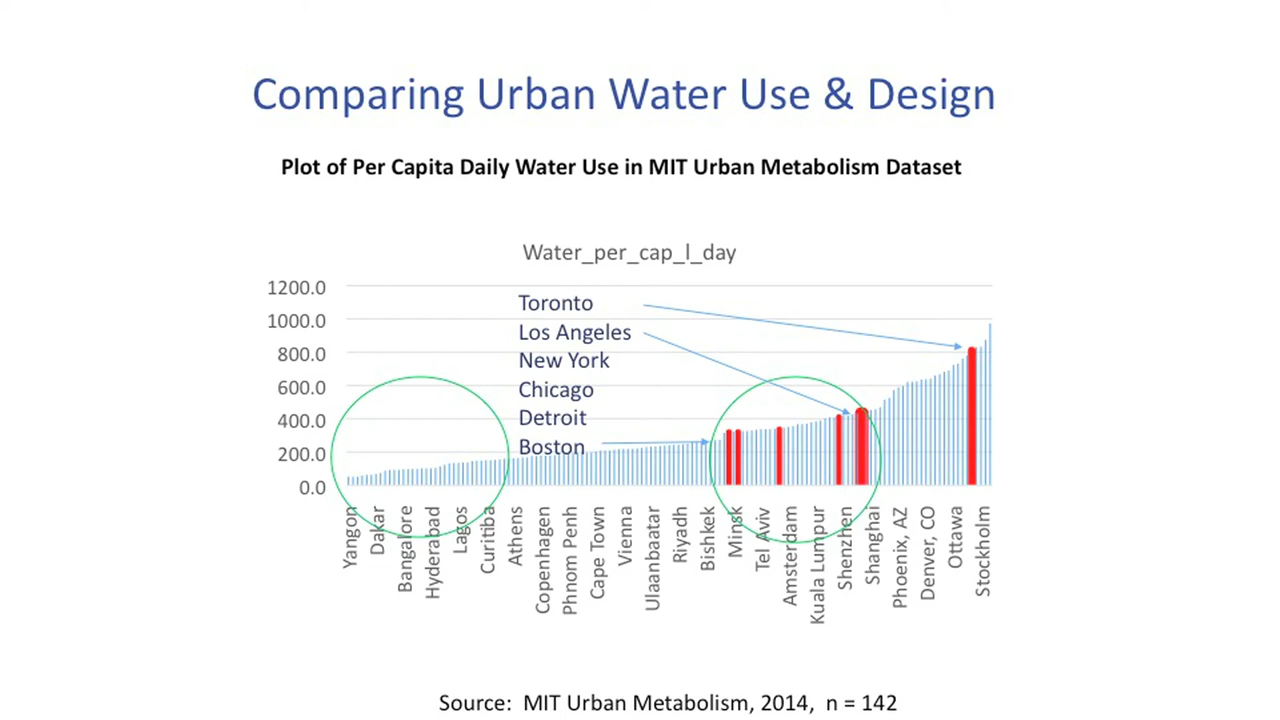 Comparing Urban Water Use & Design
Plot of Per Capita Daily Water Use in MIT Urban Metabolism Dataset
Water_per_cap_l_day
1200.0
1000.0
800.0
600.0
400.0
200.0
0.0
Toronto
Los Angeles
New York
Chicago
Detroit
Boston
Yangon
Dakar
Bangalore
Hyderabad
Lagos
Curitiba
Athens
Copenhagen
Phnom Penh
Cape Town
Vienna
Ulaanbaatar
Riyadh
Bishkek
Minsk
Tel Aviv
Amsterdam
Kuala Lumpur
Shenzhen
Shanghai
Phoenix, AZ
Denver, CO
Ottawa
Stockholm
Source: MIT Urban Metabolism, 2014, n = 142